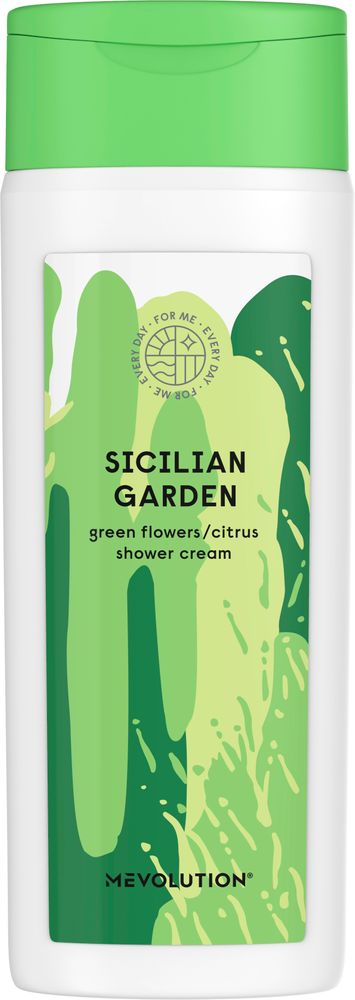 FOR ME · EVERY DAY · FOR ME · EVERY DAY ·
SICILIAN
GARDEN
green flowers/citrus
shower cream
MEVOLUTION®